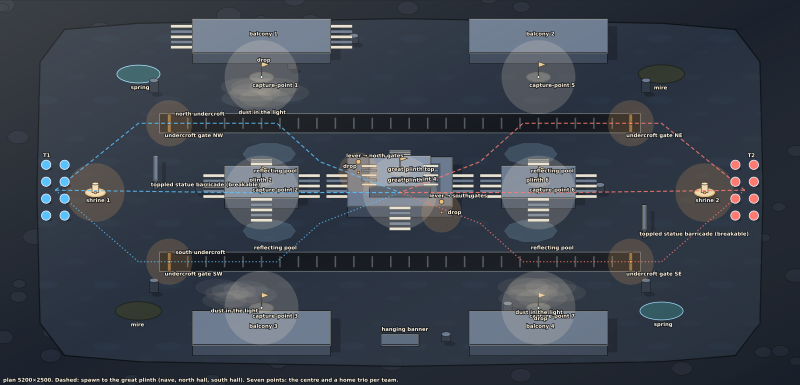 balcony 1
balcony 2
drop
capture-point 1
capture-point 5
spring
mire
north undercroft
dust in the light
undercroft gate NW
undercroft gate NE
T1
T2
lever → north gates
drop
reflecting pool
great plinth top
reflecting pool
plinth 2
plinth 6
toppled statue barricade (breakable)
capture-point 2
capture-point 6
shrine 1
shrine 2
drop
toppled statue barricade (breakable)
south undercroft
reflecting pool
reflecting pool
undercroft gate SW
undercroft gate SE
dust in the light
capture-point 3
dust in the light
capture-point 7
mire
spring
balcony 3
balcony 4
hanging banner
plan 5200×2500. Dashed: spawn to the great plinth (nave, north hall, south hall). Seven points: the centre and a home trio per team.